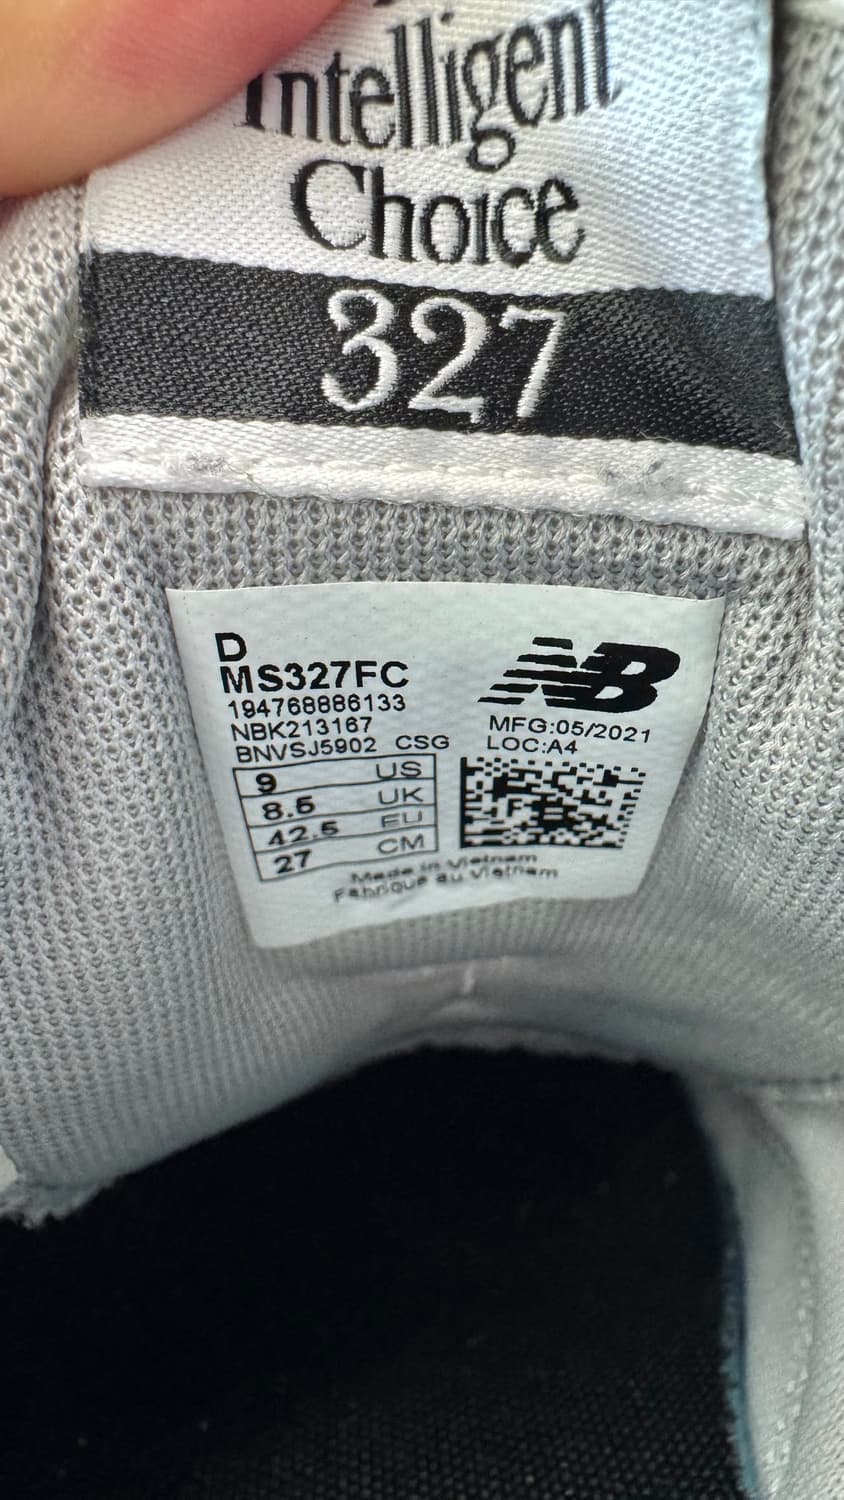 Intelligent
Choice
327
D
MS327FC
194768886133
NBK213167
BNVSJ5902 CSG
NB
MFG:05/2021
LOC:A4
9 US
8.5 UK
42.5 EU
27 CM
Made in Vietnam
Fabriqué au Vietnam